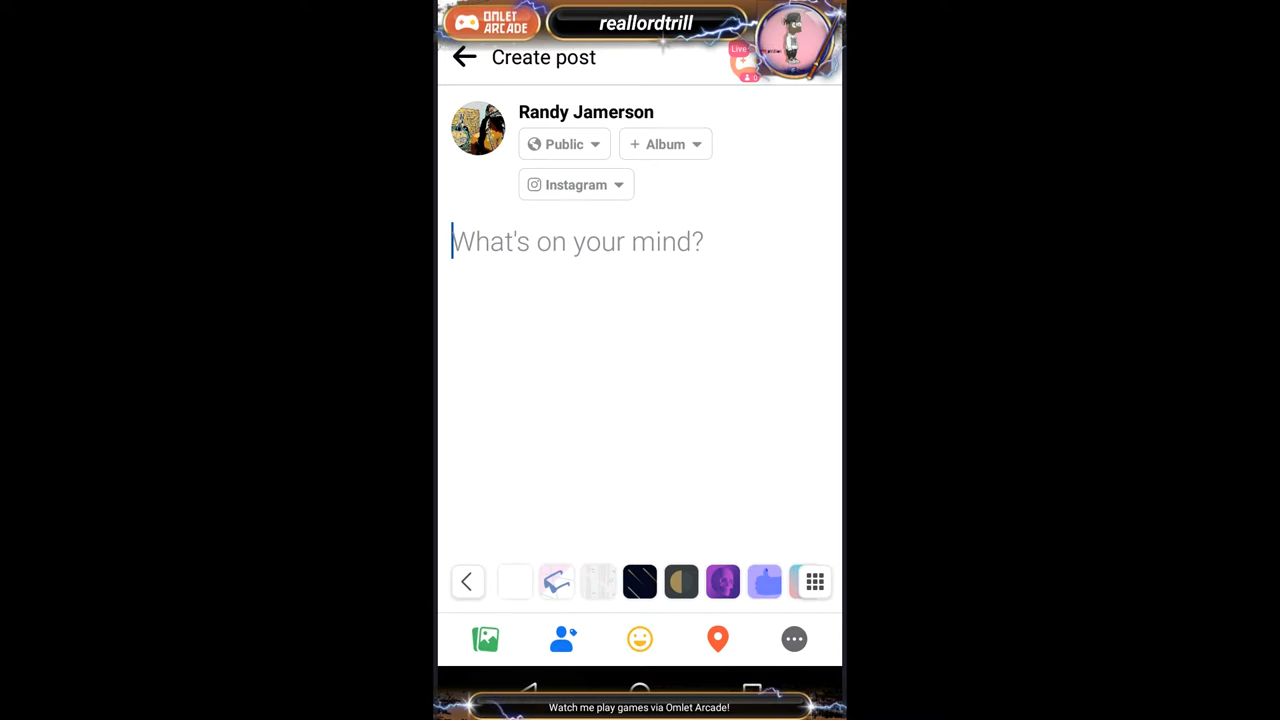 OMLET
ARCADE
reallordtrill
Live
0
Create post
Randy Jamerson
Public
+ Album
Instagram
What's on your mind?
Watch me play games via Omlet Arcade!